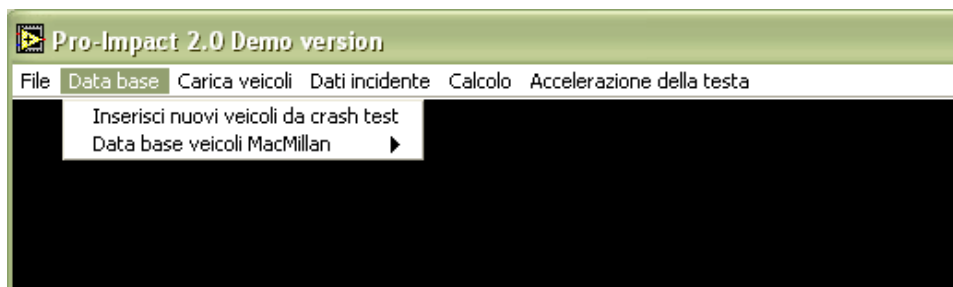 Pro-Impact 2.0 Demo version
File Data base Carica veicoli Dati incidente Calcolo Accelerazione della testa
Inserisci nuovi veicoli da crash test
Data base veicoli MacMillan